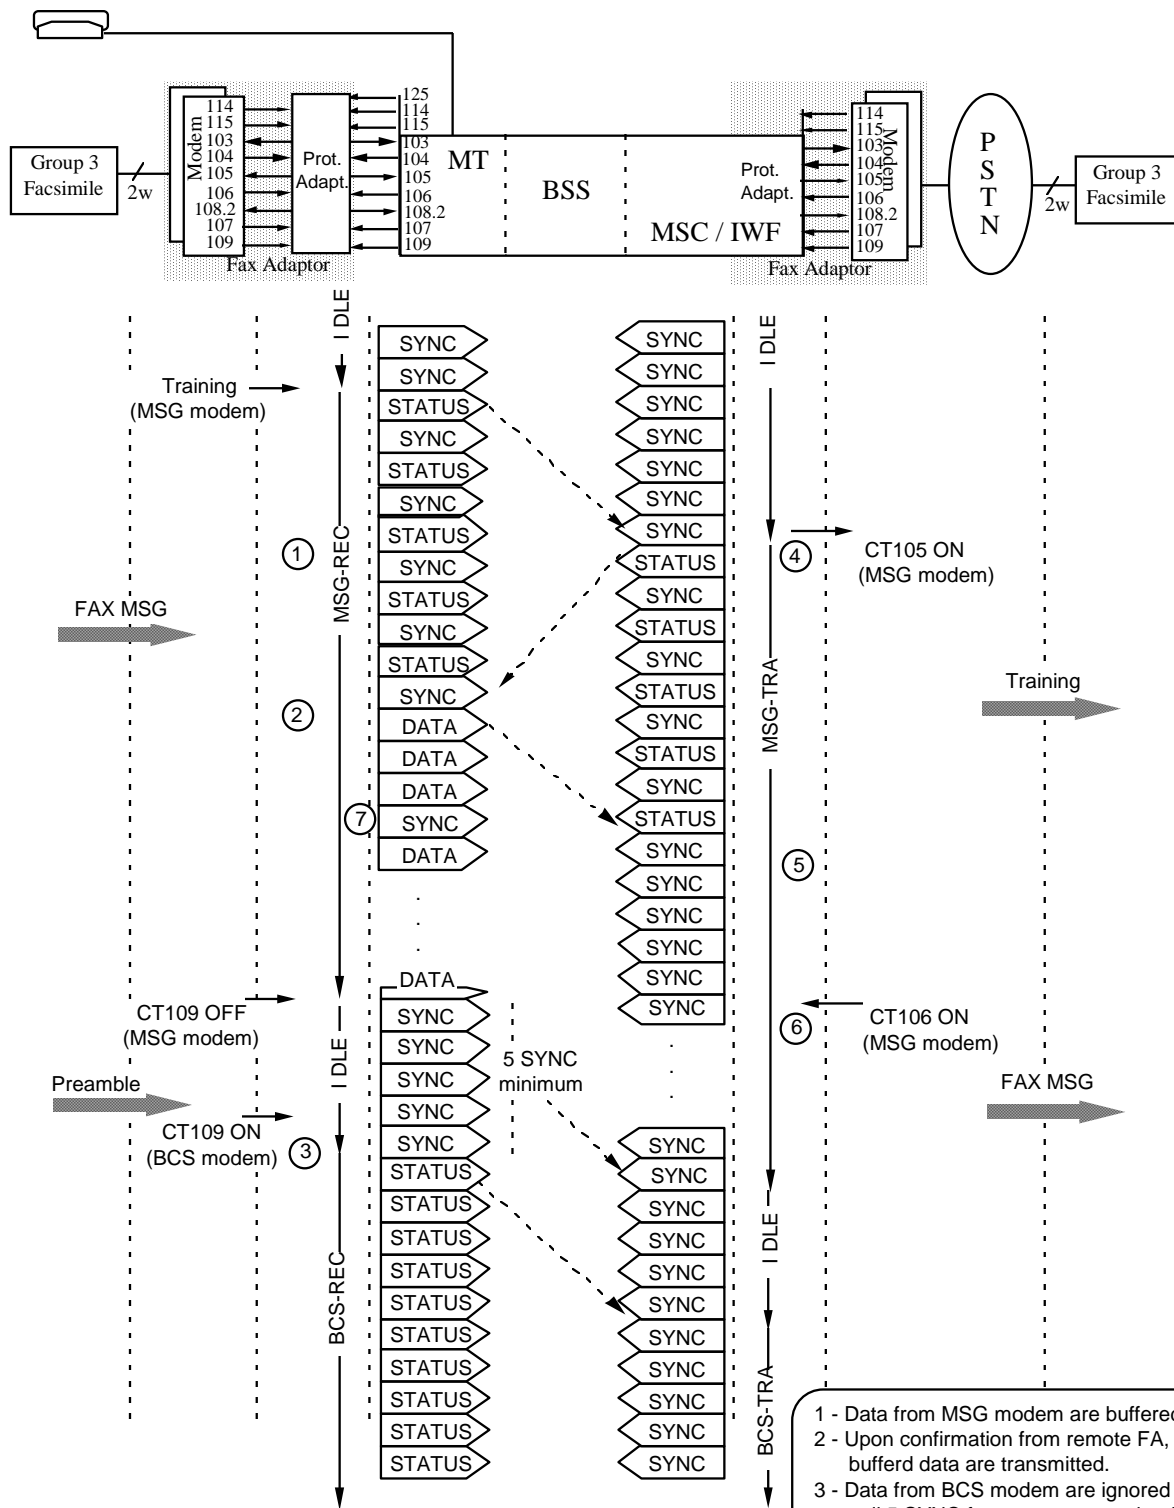 125
114
114
114
115
115
115
103
103
103
104
104
104
105
105
105
106
106
106
108.2
108.2
108.2
107
107
107
109
109
109
Modem
Prot.
Adapt.
MT
BSS
Prot.
Adapt.
MSC / IWF
Modem
Group 3
Facsimile
2w
Fax Adaptor
Fax Adaptor
P
S
T
N
2w
Group 3
Facsimile
I DLE
I DLE
SYNC
SYNC
Training
(MSG modem)
SYNC
SYNC
STATUS
SYNC
SYNC
SYNC
STATUS
SYNC
SYNC
SYNC
STATUS
SYNC
1
MSG-REC
4
CT105 ON
(MSG modem)
SYNC
STATUS
STATUS
SYNC
FAX MSG
SYNC
STATUS
STATUS
SYNC
SYNC
STATUS
MSG-TRA
Training
2
DATA
SYNC
DATA
STATUS
DATA
SYNC
7
SYNC
STATUS
DATA
SYNC
5
SYNC
SYNC
SYNC
.
.
.
DATA
SYNC
CT109 OFF
(MSG modem)
SYNC
SYNC
6
CT106 ON
(MSG modem)
I DLE
SYNC
5 SYNC
minimum
.
.
.
SYNC
Preamble
FAX MSG
SYNC
CT109 ON
(BCS modem)
3
SYNC
SYNC
STATUS
SYNC
STATUS
SYNC
I DLE
STATUS
SYNC
STATUS
SYNC
BCS-REC
STATUS
SYNC
STATUS
SYNC
STATUS
SYNC
BCS-TRA
STATUS
SYNC
STATUS
SYNC
STATUS
SYNC
1 - Data from MSG modem are buffered
2 - Upon confirmation from remote FA,
bufferd data are transmitted.
3 - Data from BCS modem are ignored